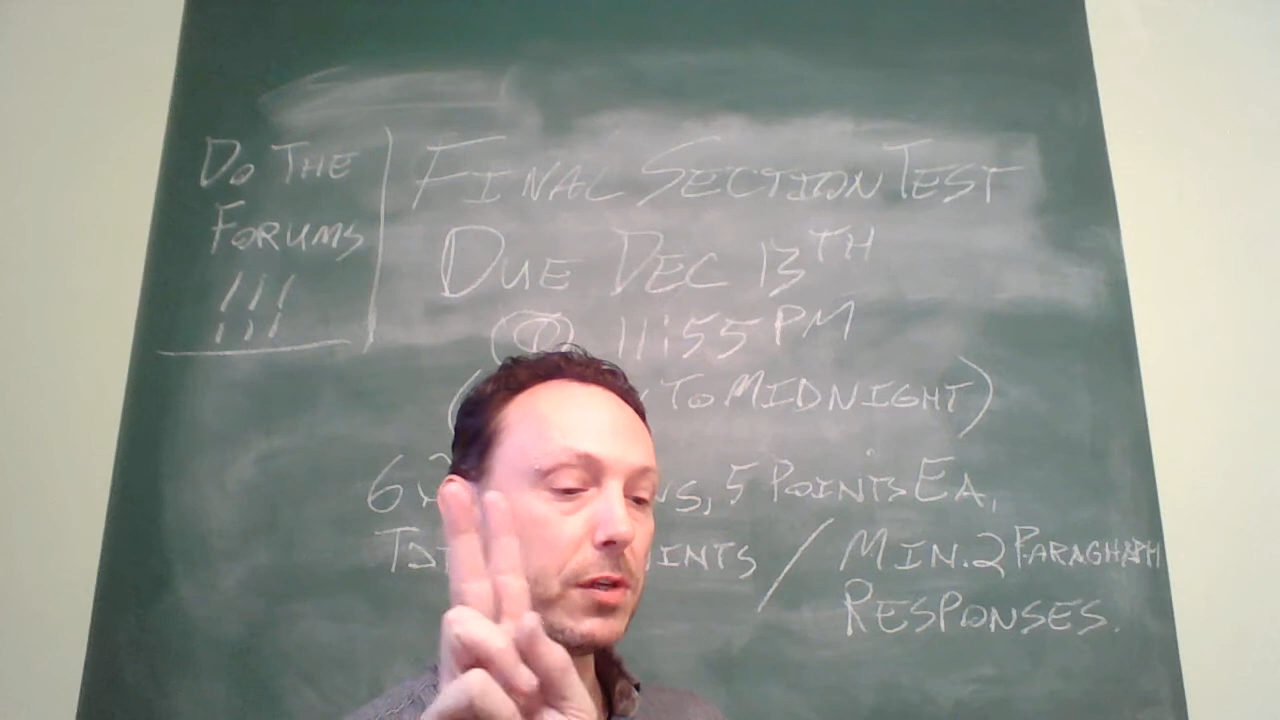 Do THE
FORUMS
!!!
!!!
FINAL SECTION TEST
DUE DEC 13TH
@ 11:55 PM
( TO MIDNIGHT)
6 5 POINTS EA,
/ MIN. 2 PARAGHRPH
RESPONSES.